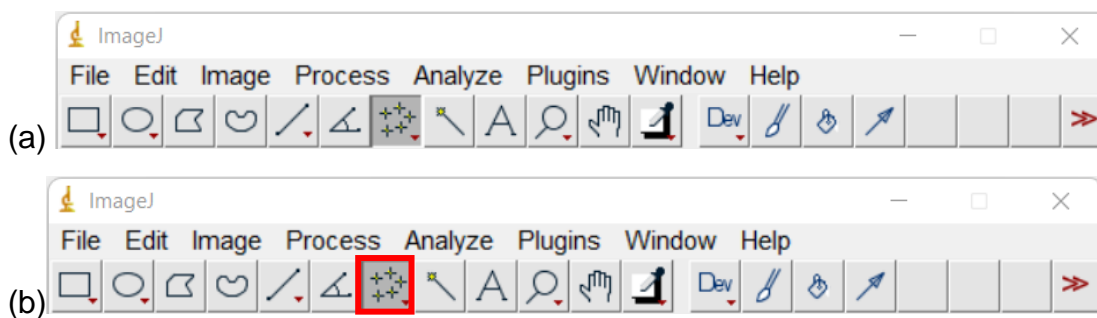 ImageJ
File Edit Image Process Analyze Plugins Window Help
(a) A Dev
ImageJ
File Edit Image Process Analyze Plugins Window Help
(b) A Dev